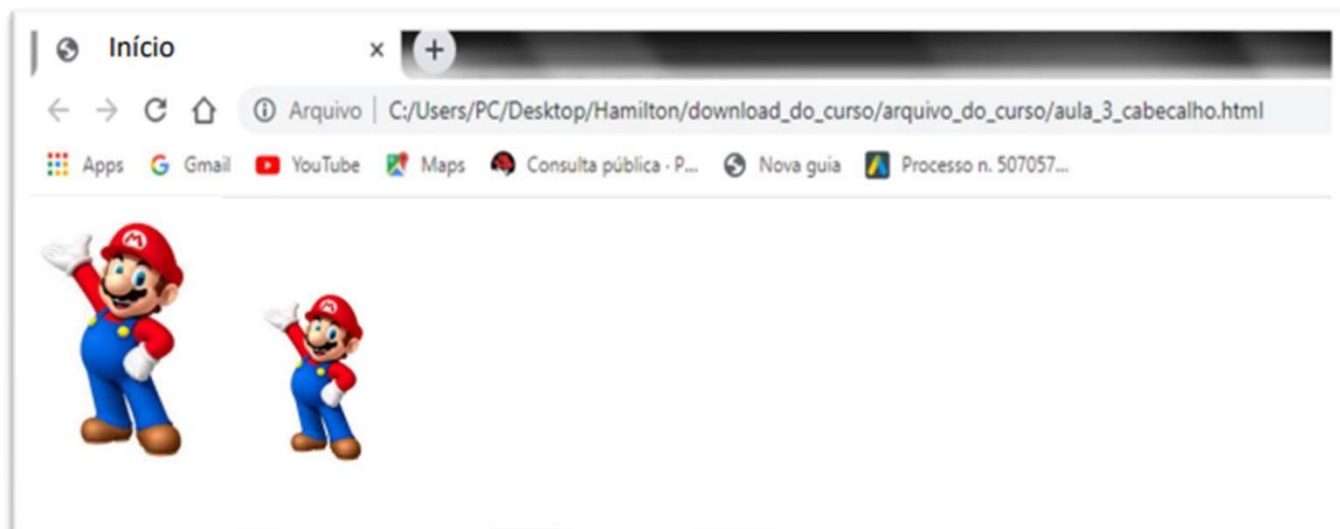 Início
Arquivo | C:/Users/PC/Desktop/Hamilton/download_do_curso/arquivo_do_curso/aula_3_cabecalho.html
Apps Gmail YouTube Maps Consulta pública - P... Nova guia Processo n. 507057...
M
M